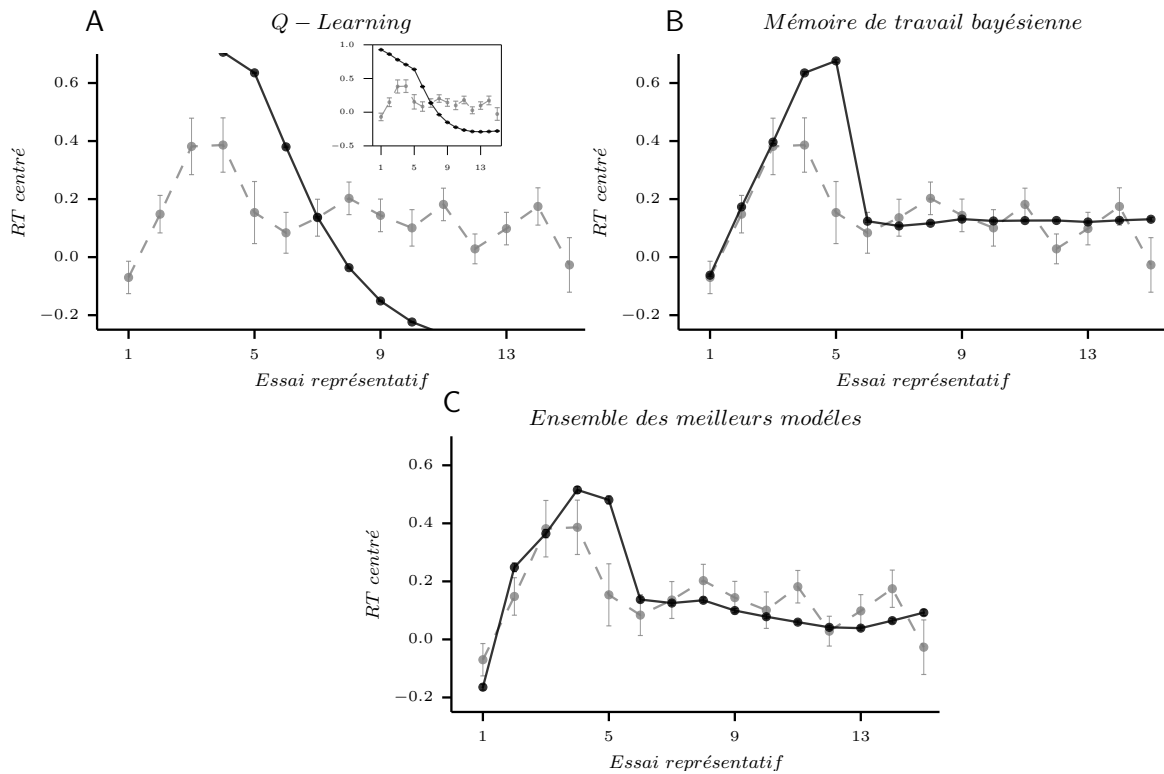 A
Q − Learning
0.6
0.4
0.2
0.0
−0.2
RT centré
1.0
0.5
0.0
−0.5
1 5 9 13
1 5 9 13
Essai représentatif
B
Mémoire de travail bayésienne
0.6
0.4
0.2
0.0
−0.2
RT centré
1 5 9 13
Essai représentatif
C
Ensemble des meilleurs modéles
0.6
0.4
0.2
0.0
−0.2
RT centré
1 5 9 13
Essai représentatif